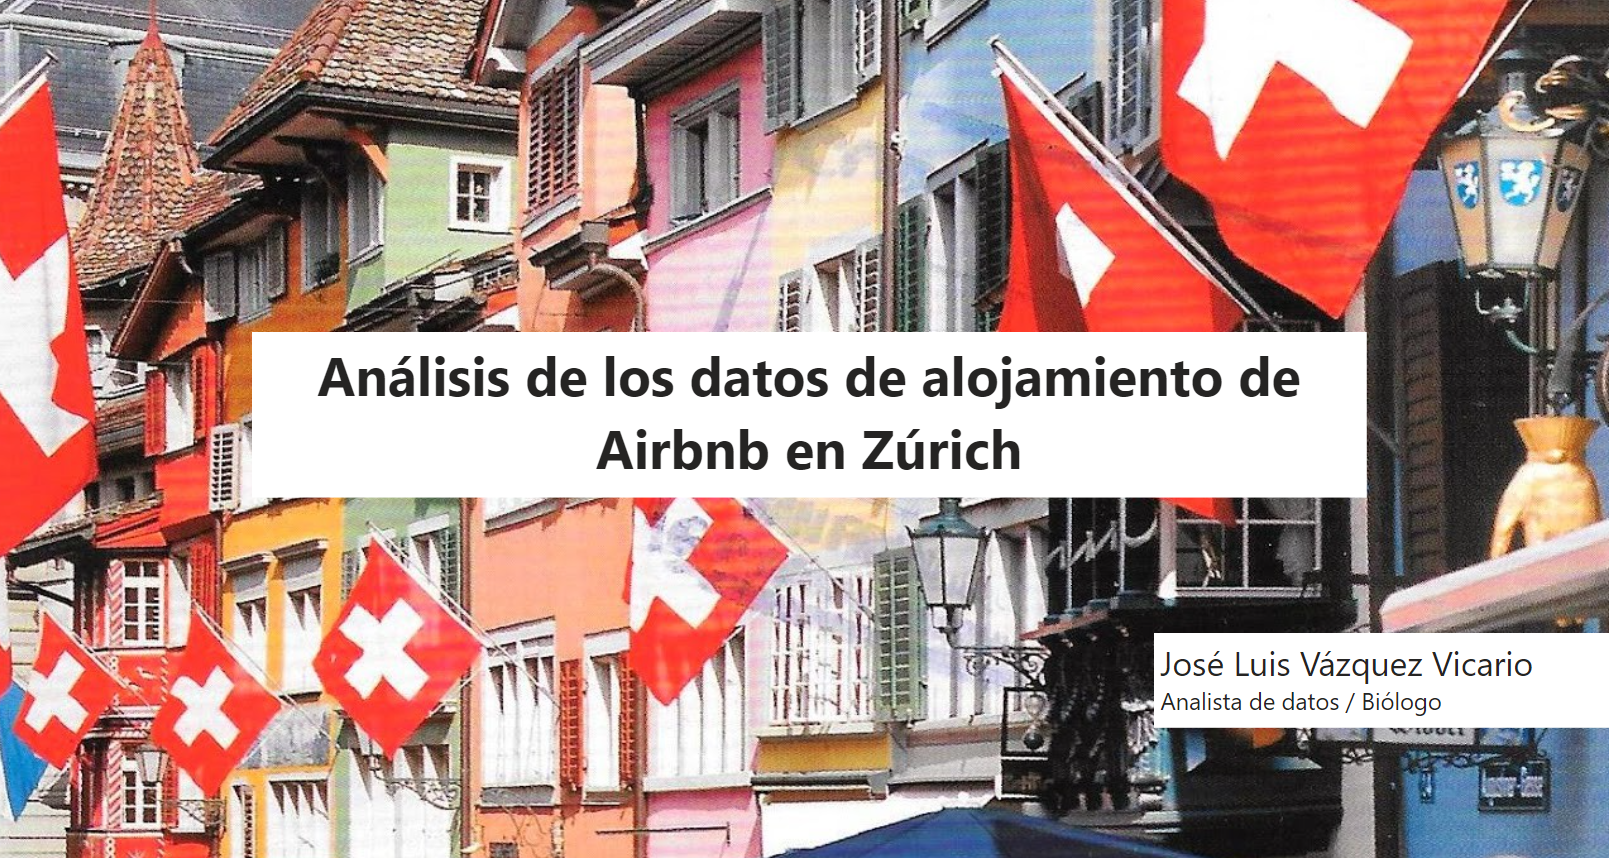 Análisis de los datos de alojamiento de
Airbnb en Zúrich
José Luis Vázquez Vicario
Analista de datos / Biólogo